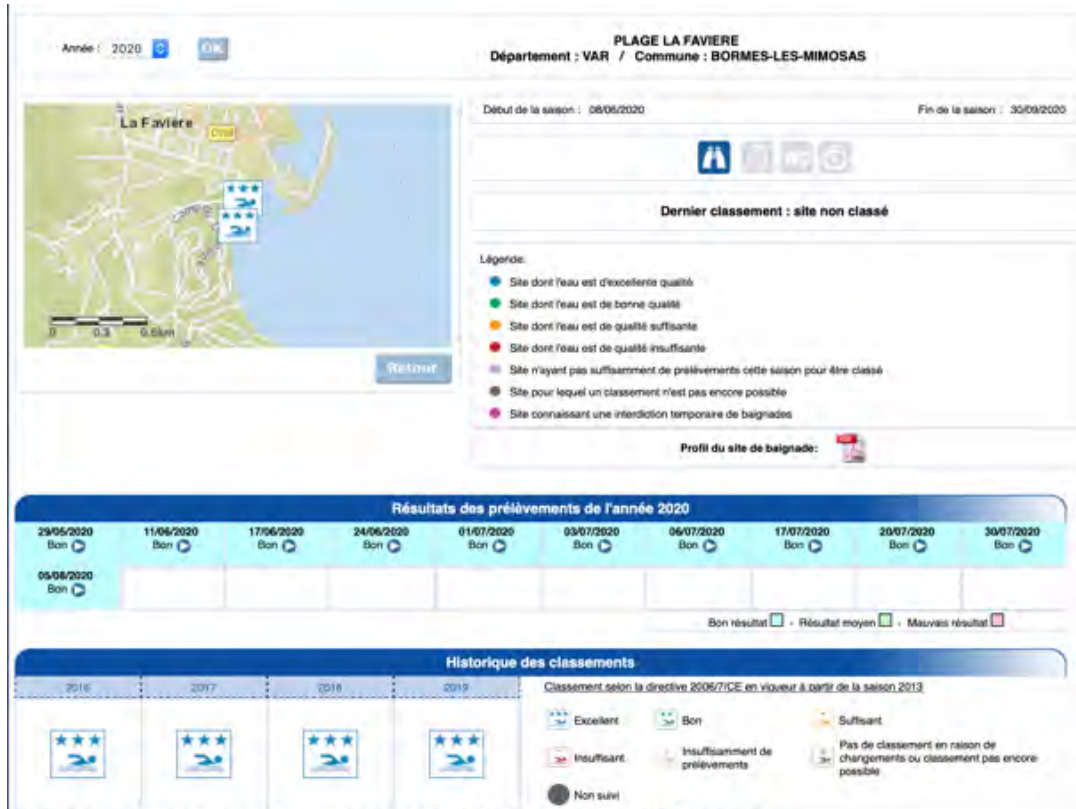 Année : 2020 OK
PLAGE LA FAVIERE
Département : VAR / Commune : BORMES-LES-MIMOSAS
La Favière
0 0.3 0.6km
Retour
Début de la saison : 08/06/2020 Fin de la saison : 30/09/2020
Dernier classement : site non classé
Légende:
Site dont l'eau est d'excellente qualité
Site dont l'eau est de bonne qualité
Site dont l'eau est de qualité suffisante
Site dont l'eau est de qualité insuffisante
Site n'ayant pas suffisamment de prélèvements cette saison pour être classé
Site pour lequel un classement n'est pas encore possible
Site connaissant une interdiction temporaire de baignades
Profil du site de baignade:
Résultats des prélèvements de l'année 2020
29/05/2020 11/06/2020 17/06/2020 24/06/2020 01/07/2020 03/07/2020 06/07/2020 17/07/2020 20/07/2020 30/07/2020
Bon Bon Bon Bon Bon Bon Bon Bon Bon Bon
05/08/2020
Bon
Bon résultat - Résultat moyen - Mauvais résultat
Historique des classements
2016 2017 2018 2019
Classement selon la directive 2006/7/CE en vigueur à partir de la saison 2013
Excellent Bon Suffisant
Insuffisant
Insuffisamment de
prélèvements
Pas de classement en raison de
changements ou classement pas encore
possible
Non suivi